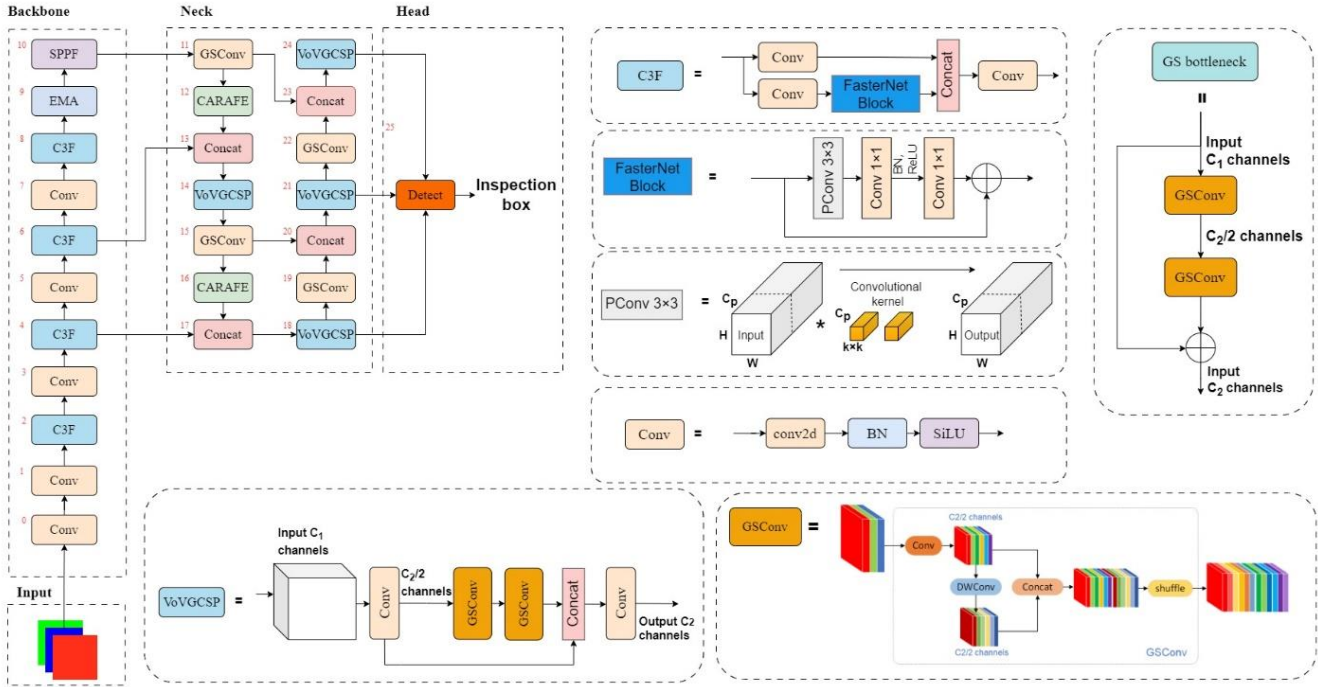 Backbone
Neck
Head
10
SPPF
9
EMA
8
C3F
7
Conv
6
C3F
5
Conv
4
C3F
3
Conv
2
C3F
1
Conv
0
Conv
Input
11
GSConv
12
CARAFE
13
Concat
14
VoVGCSP
15
GSConv
16
CARAFE
17
Concat
24
VoVGCSP
23
Concat
22
GSConv
21
VoVGCSP
20
Concat
19
GSConv
18
VoVGCSP
25
Detect
Inspection
box
C3F
=
Conv
Conv
FasterNet
Block
Concat
Conv
FasterNet
Block
=
PConv 3×3
Conv 1×1
BN,
ReLU
Conv 1×1
PConv 3×3
=
Cp
H
Input
W
*
Convolutional
kernel
Cp
k×k
Cp
H
Output
W
Conv
=
conv2d
BN
SiLU
GS bottleneck
=
Input
C1 channels
GSConv
C2/2 channels
GSConv
Input
C2 channels
VoVGCSP
=
Input C1
channels
Conv
C2/2
channels
GSConv
GSConv
Concat
Conv
Output C2
channels
GSConv
=
Conv
C2/2 channels
DWConv
C2/2 channels
Concat
shuffle
GSConv